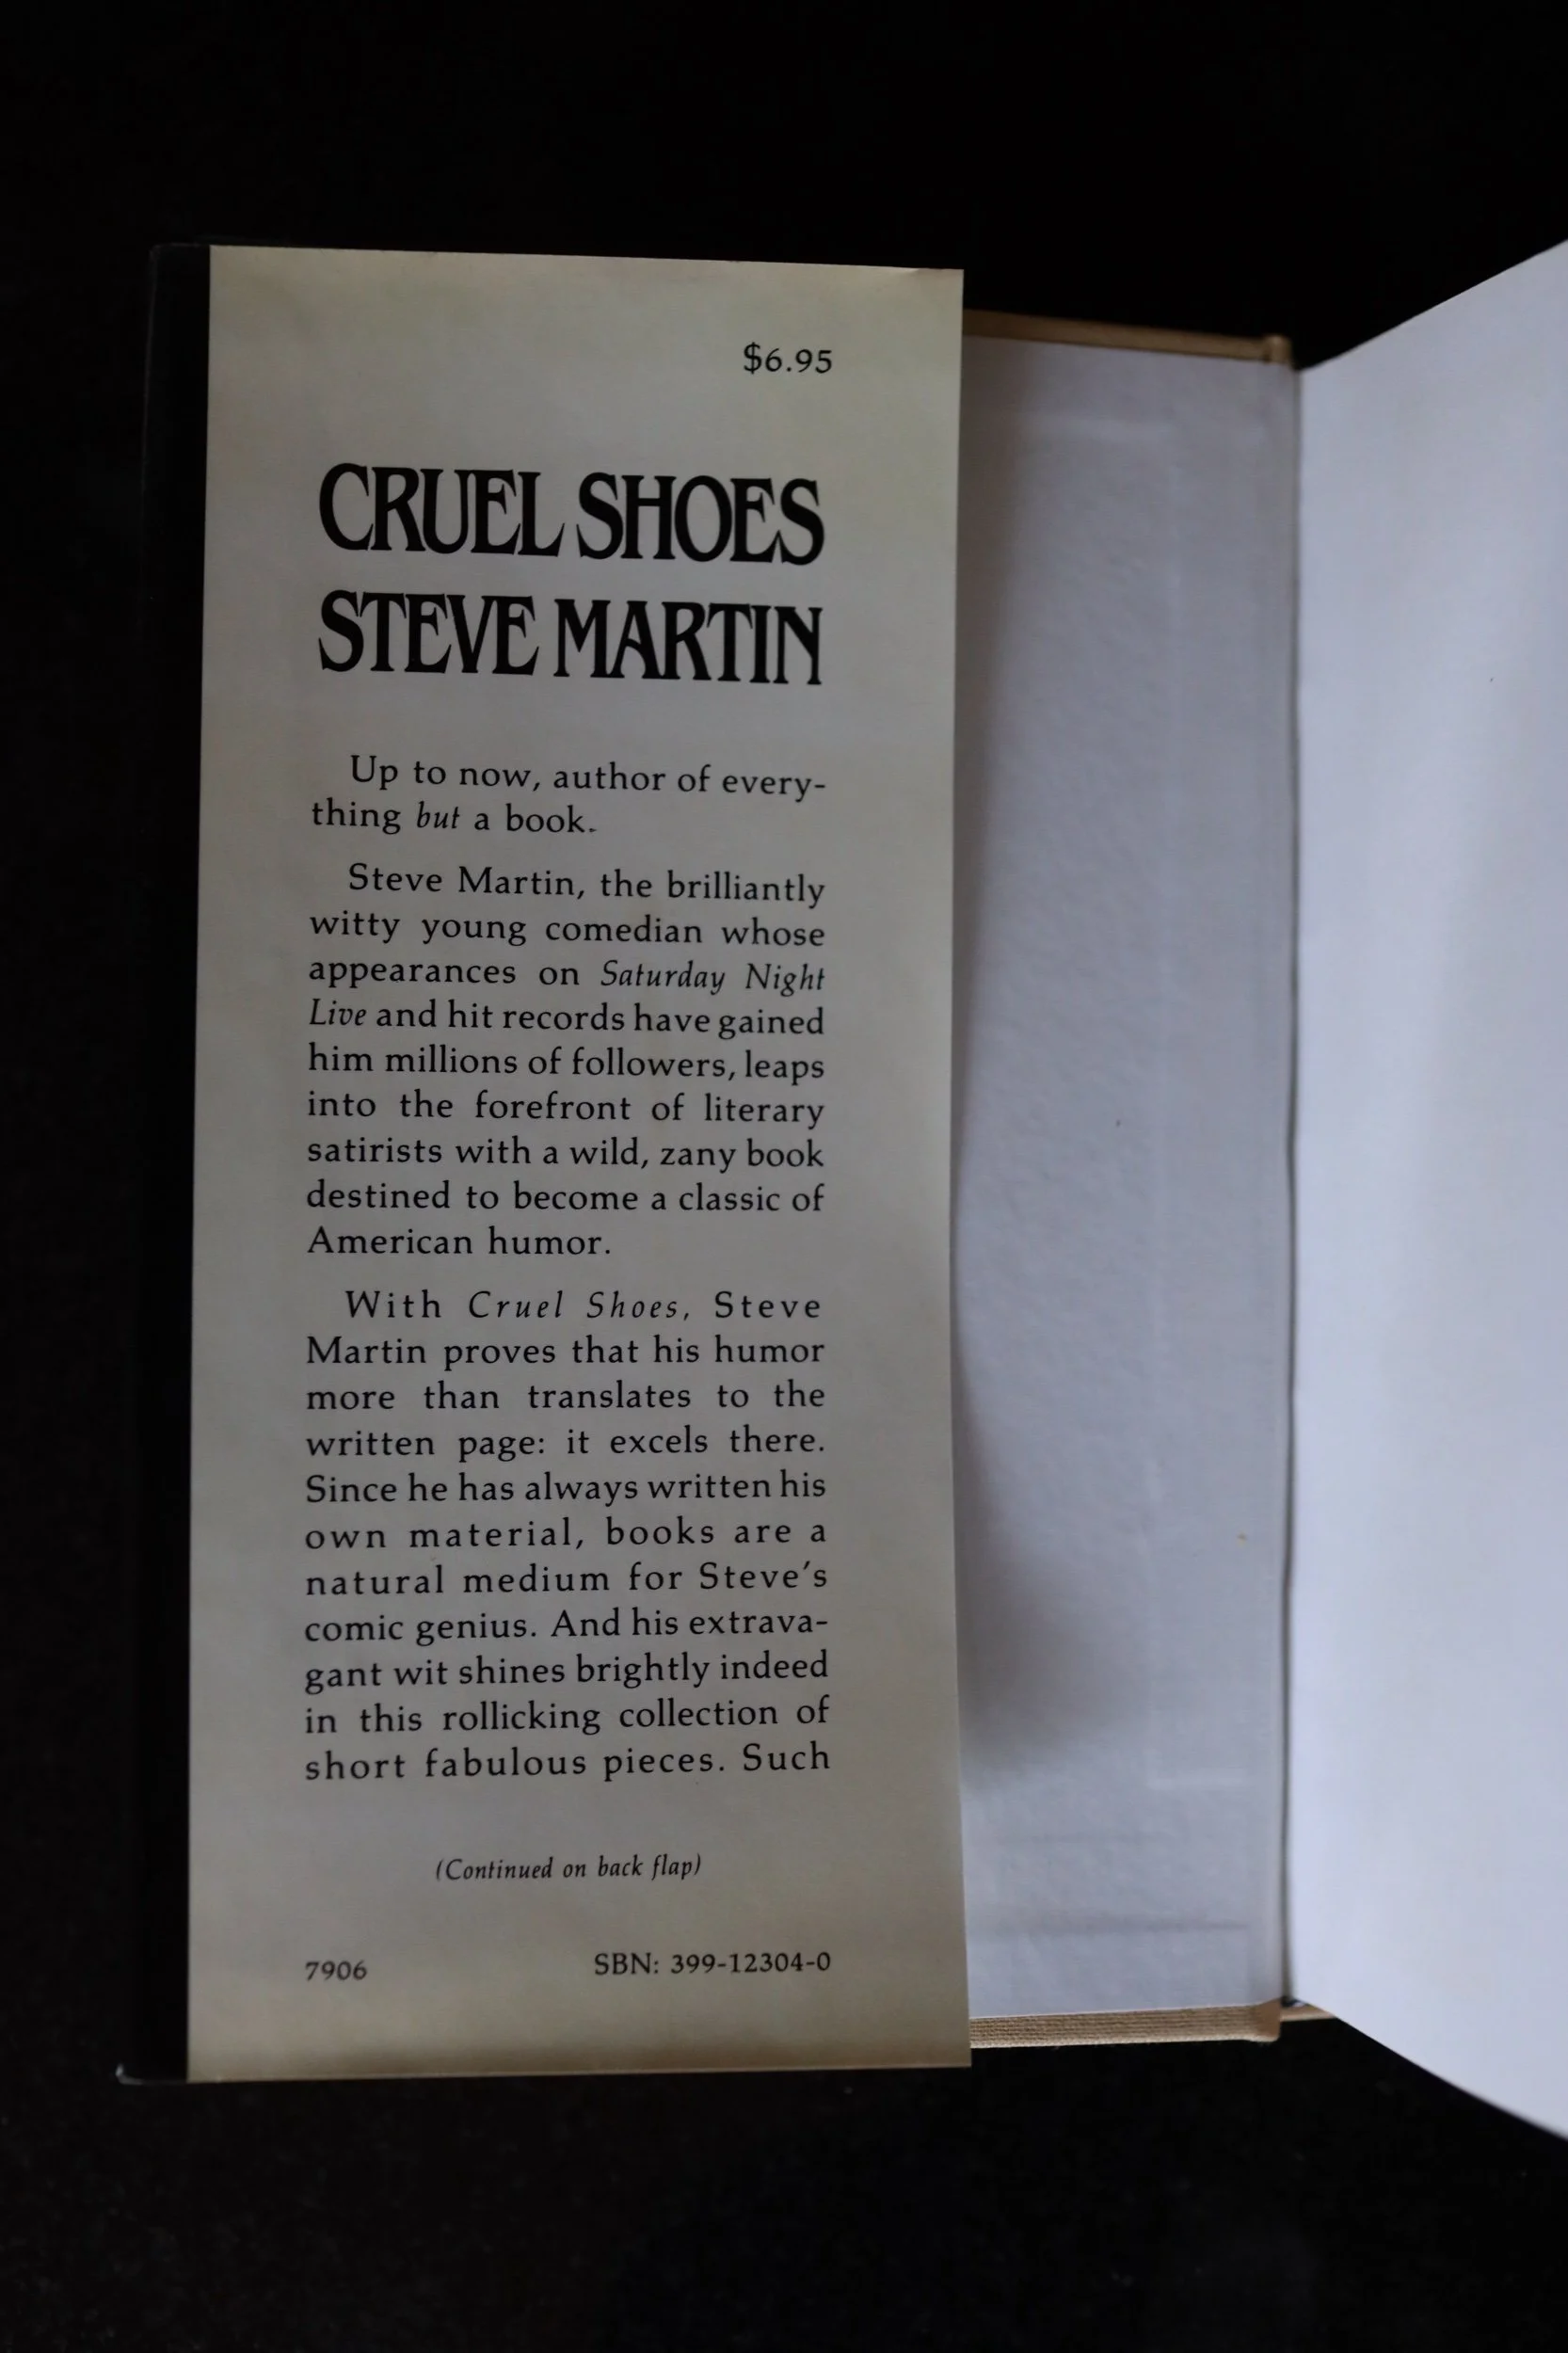 $6.95
CRUEL SHOES
STEVE MARTIN
Up to now, author of every-
thing but a book.
Steve Martin, the brilliantly
witty young comedian whose
appearances on Saturday Night
Live and hit records have gained
him millions of followers, leaps
into the forefront of literary
satirists with a wild, zany book
destined to become a classic of
American humor.
With Cruel Shoes, Steve
Martin proves that his humor
more than translates to the
written page: it excels there.
Since he has always written his
own material, books are a
natural medium for Steve's
comic genius. And his extrava-
gant wit shines brightly indeed
in this rollicking collection of
short fabulous pieces. Such
(Continued on back flap)
7906 SBN: 399-12304-0